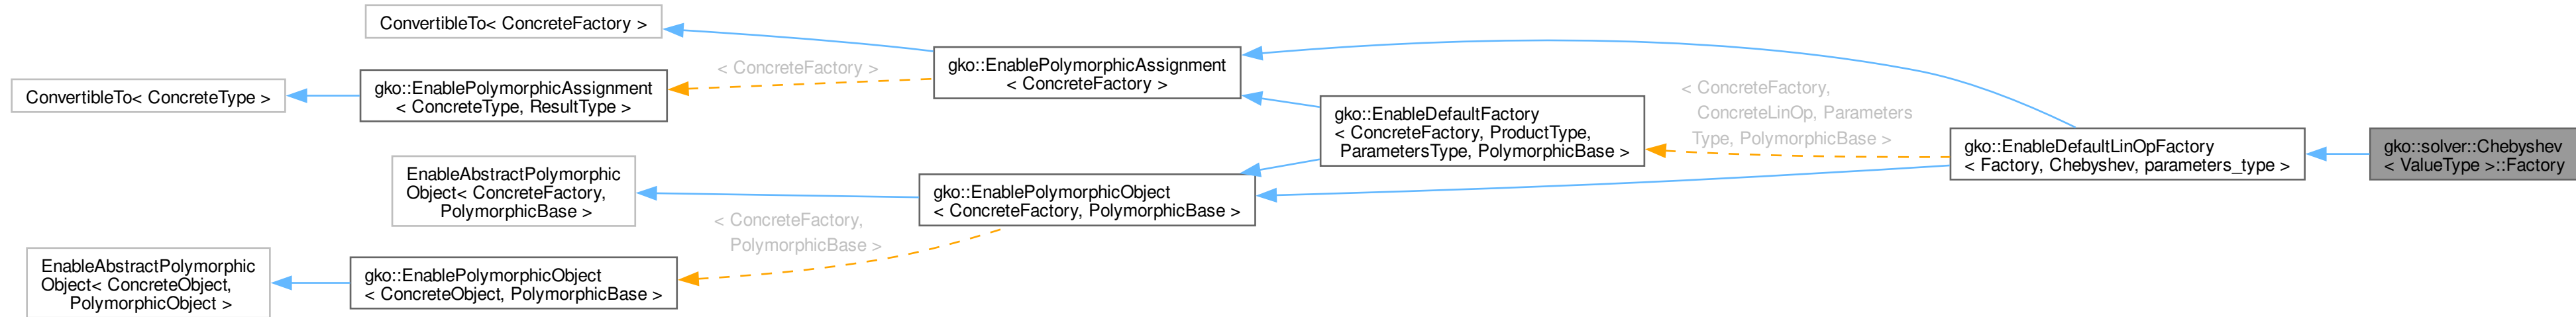 ConvertibleTo< ConcreteFactory >
ConvertibleTo< ConcreteType >
gko::EnablePolymorphicAssignment
< ConcreteType, ResultType >
< ConcreteFactory >
gko::EnablePolymorphicAssignment
< ConcreteFactory >
EnableAbstractPolymorphic
Object< ConcreteFactory,
PolymorphicBase >
gko::EnablePolymorphicObject
< ConcreteFactory, PolymorphicBase >
< ConcreteFactory,
PolymorphicBase >
EnableAbstractPolymorphic
Object< ConcreteObject,
PolymorphicObject >
gko::EnablePolymorphicObject
< ConcreteObject, PolymorphicBase >
gko::EnableDefaultFactory
< ConcreteFactory, ProductType,
ParametersType, PolymorphicBase >
< ConcreteFactory,
ConcreteLinOp, Parameters
Type, PolymorphicBase >
gko::EnableDefaultLinOpFactory
< Factory, Chebyshev, parameters_type >
gko::solver::Chebyshev
< ValueType >::Factory